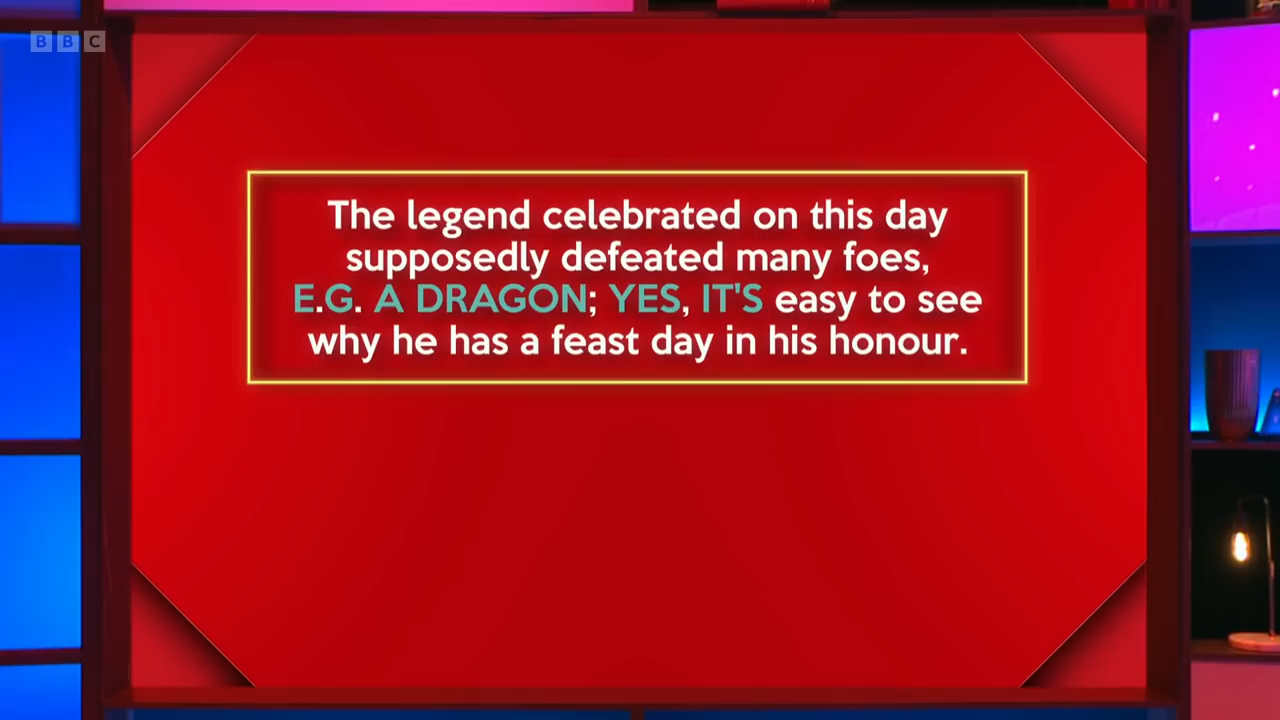 BBC
The legend celebrated on this day
supposedly defeated many foes,
E.G. A DRAGON; YES, IT'S easy to see
why he has a feast day in his honour.